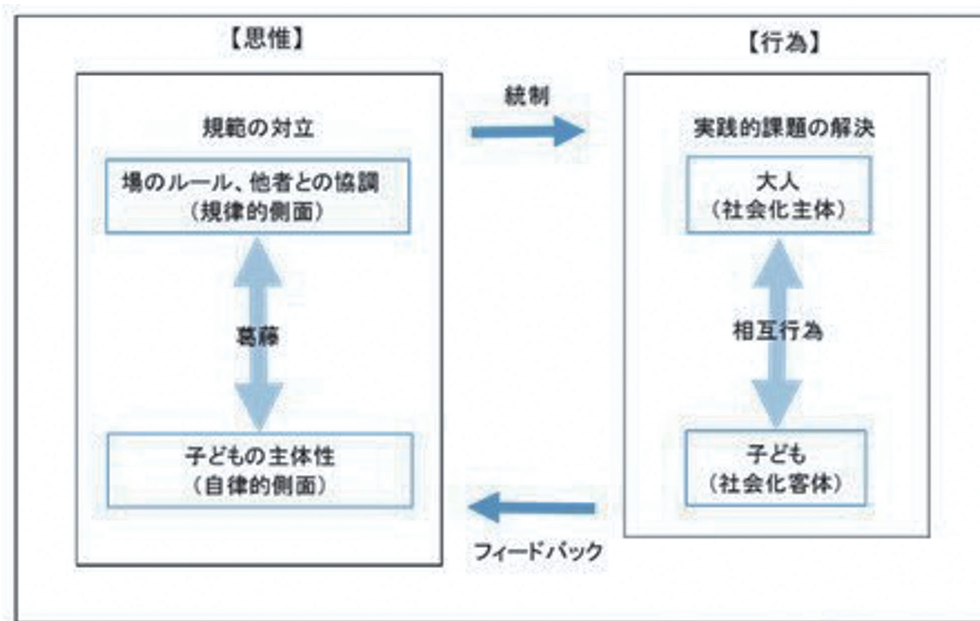 【思惟】
規範の対立
場のルール、他者との協調
（規律的側面）
葛藤
子どもの主体性
（自律的側面）
統制
フィードバック
【行為】
実践的課題の解決
大人
（社会化主体）
相互行為
子ども
（社会化客体）